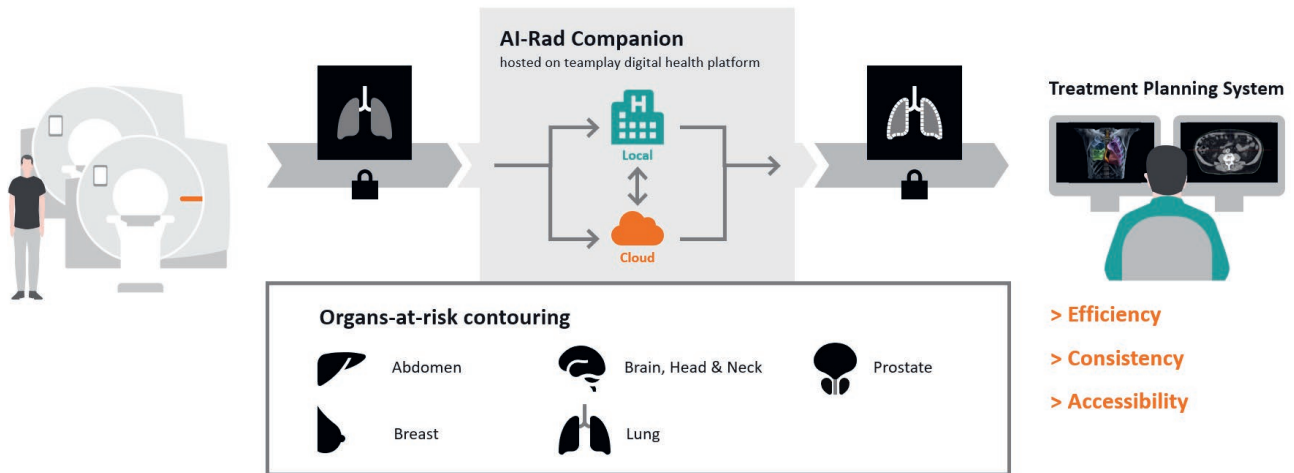 AI-Rad Companion
hosted on teamplay digital health platform
H
Local
Cloud
Treatment Planning System
Organs-at-risk contouring
Abdomen
Brain, Head & Neck
Prostate
Breast
Lung
> Efficiency
> Consistency
> Accessibility